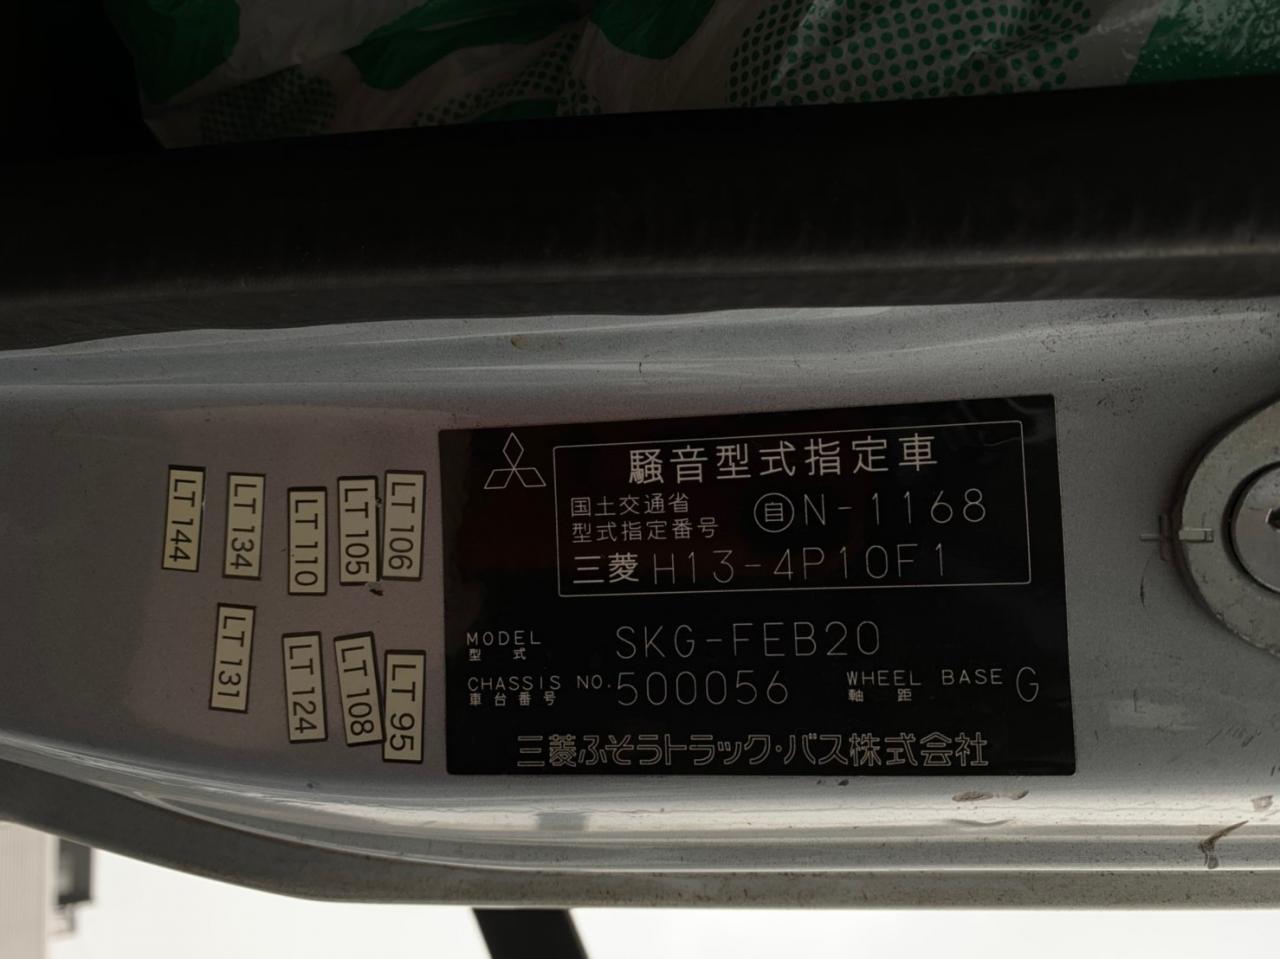 騒音型式指定車
国土交通省
型式指定番号 自N-1168
三菱 H13-4P10F1
MODEL
型式 SKG-FEB20
CHASSIS NO. 500056
車台番号
WHEEL BASE G
軸距
三菱ふそうトラック・バス株式会社
LT 144
LT 134
LT 110
LT 105
LT 106
LT 131
LT 124
LT 108
LT 95